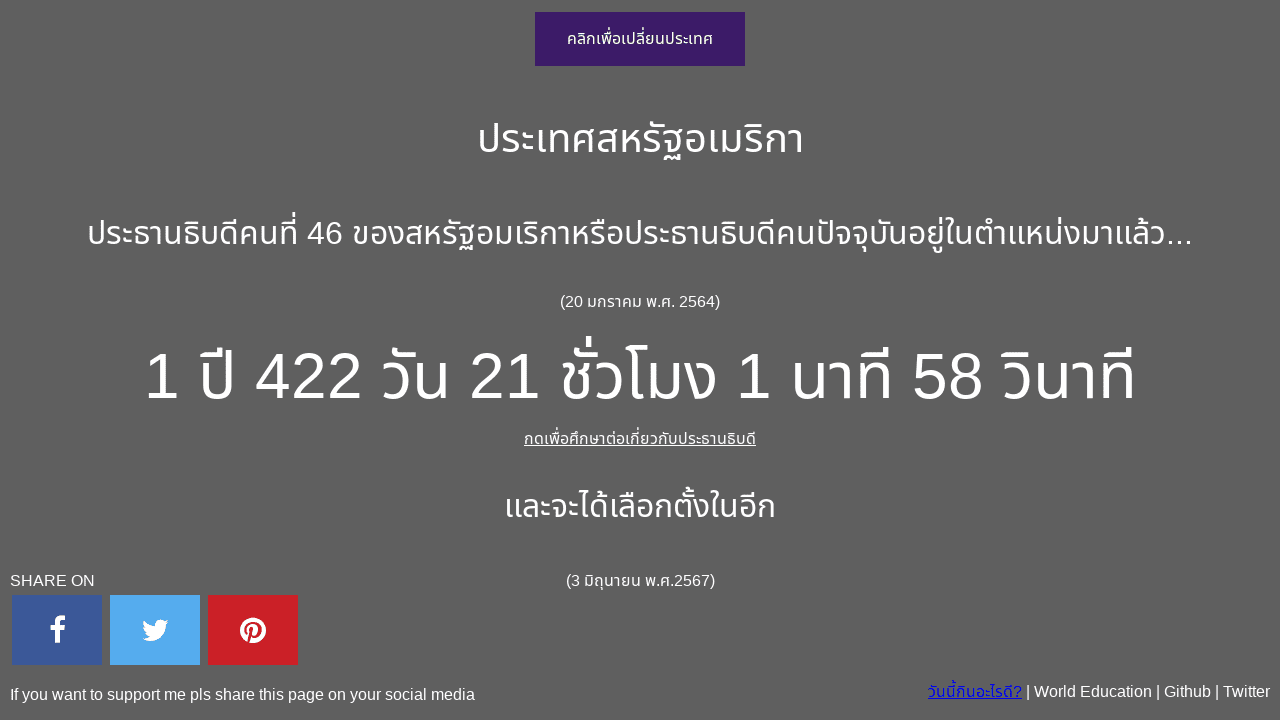 คลิกเพื่อเปลี่ยนประเทศ
ประเทศสหรัฐอเมริกา
ประธานธิบดีคนที่ 46 ของสหรัฐอมเริกาหรือประธานธิบดีคนปัจจุบันอยู่ในตำแหน่งมาแล้ว...
(20 มกราคม พ.ศ. 2564)
1 ปี 422 วัน 21 ชั่วโมง 1 นาที 58 วินาที
กดเพื่อศึกษาต่อเกี่ยวกับประธานธิบดี
และจะได้เลือกตั้งในอีก
(3 มิถุนายน พ.ศ.2567)
SHARE ON
If you want to support me pls share this page on your social media
วันนี้กินอะไรดี? | World Education | Github | Twitter